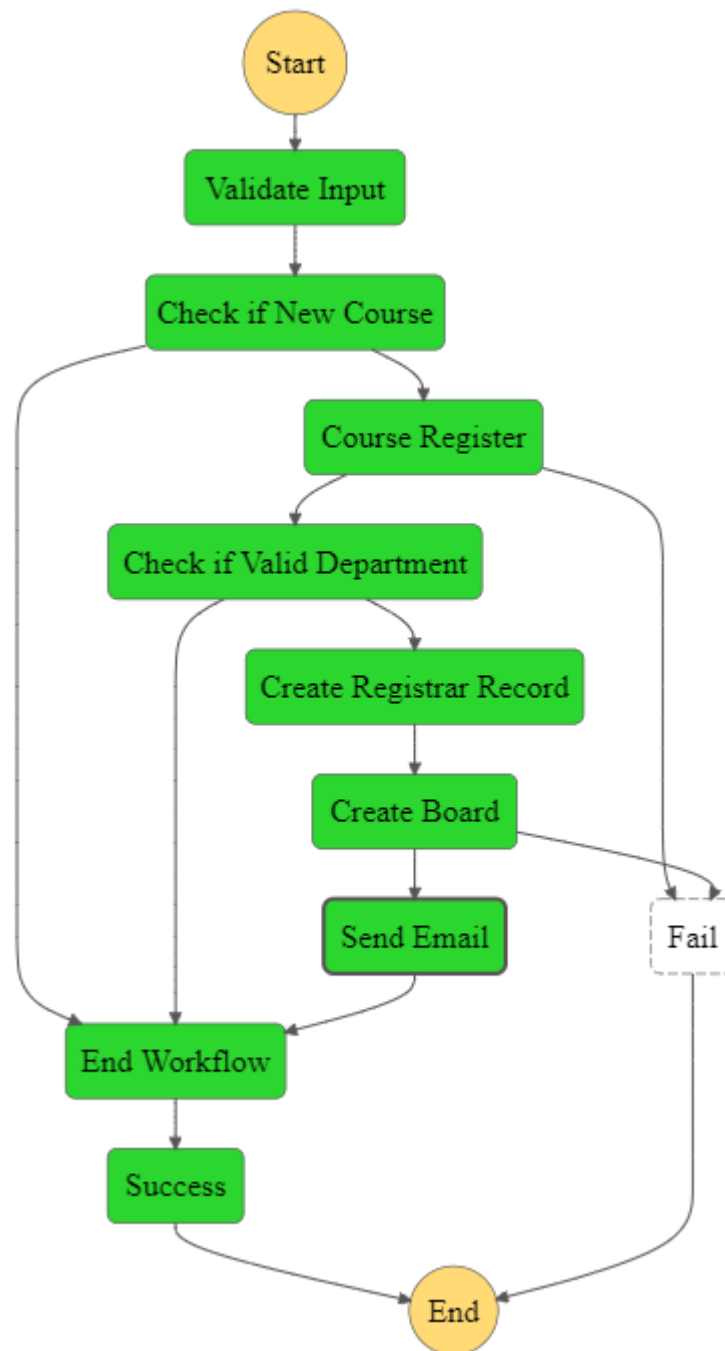 Start
Validate Input
Check if New Course
Course Register
Check if Valid Department
Create Registrar Record
Create Board
Send Email
Fail
End Workflow
Success
End